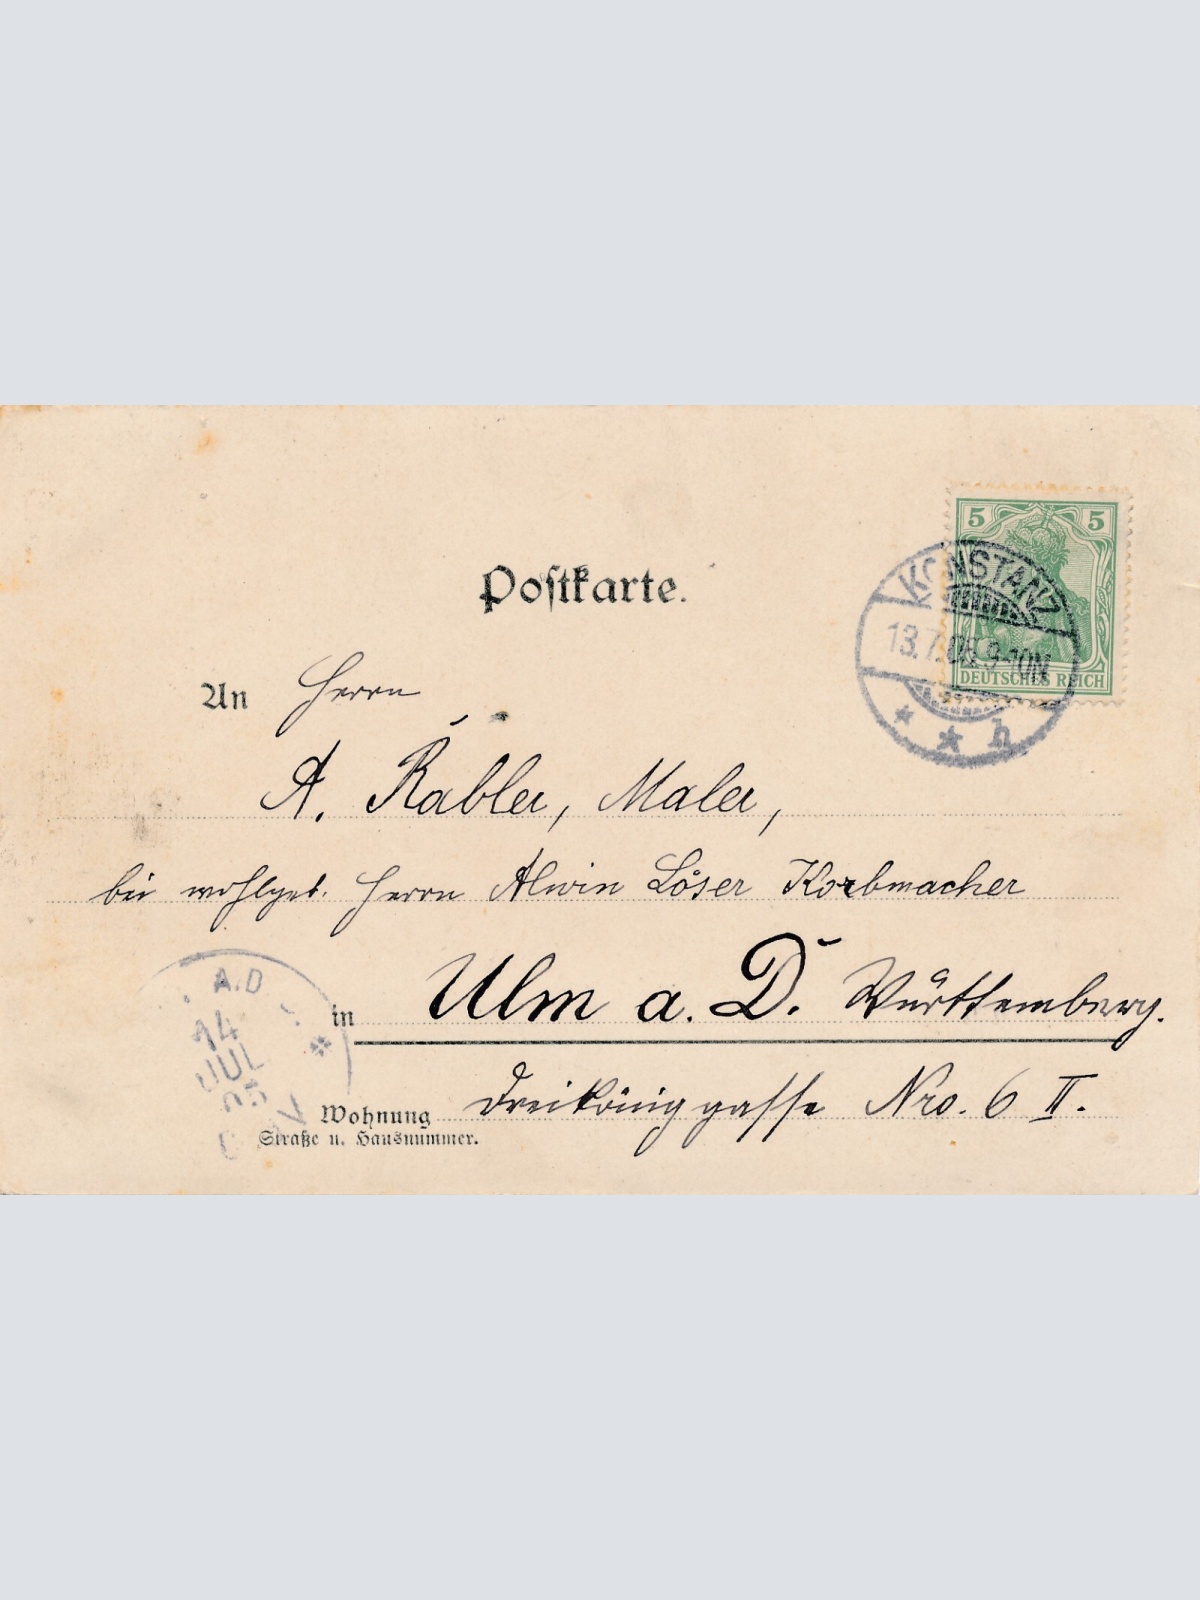 5 5
DEUTSCHES REICH
KONSTANZ
13.7.05. 9-10N
* * h
Postkarte.
An Herrn
A. Räbler, Maler,
bei wohlgeb. Herrn Alwin Löser Korbmacher
in Ulm a. D. Württemberg.
Wohnung Dreiköniggasse Nro. 6 II.
Straße u. Hausnummer.
A.D
14
JUL
05